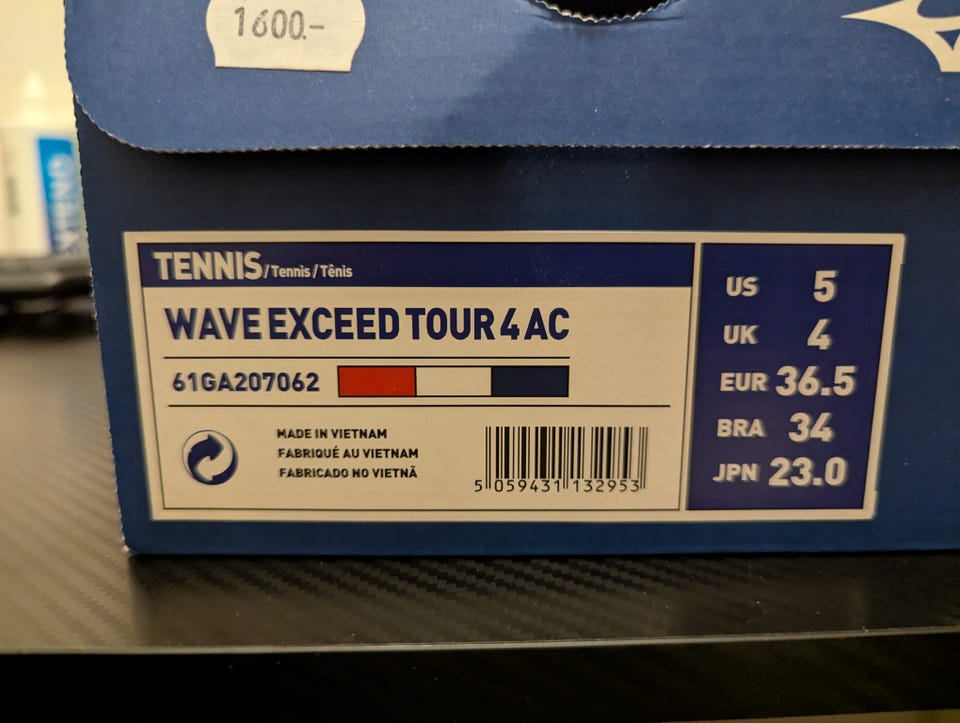 1600.-
TENNIS/Tennis/Tênis
WAVE EXCEED TOUR 4 AC
61GA207062
MADE IN VIETNAM
FABRIQUÉ AU VIETNAM
FABRICADO NO VIETNÃ
5 059431 132953
US 5
UK 4
EUR 36.5
BRA 34
JPN 23.0